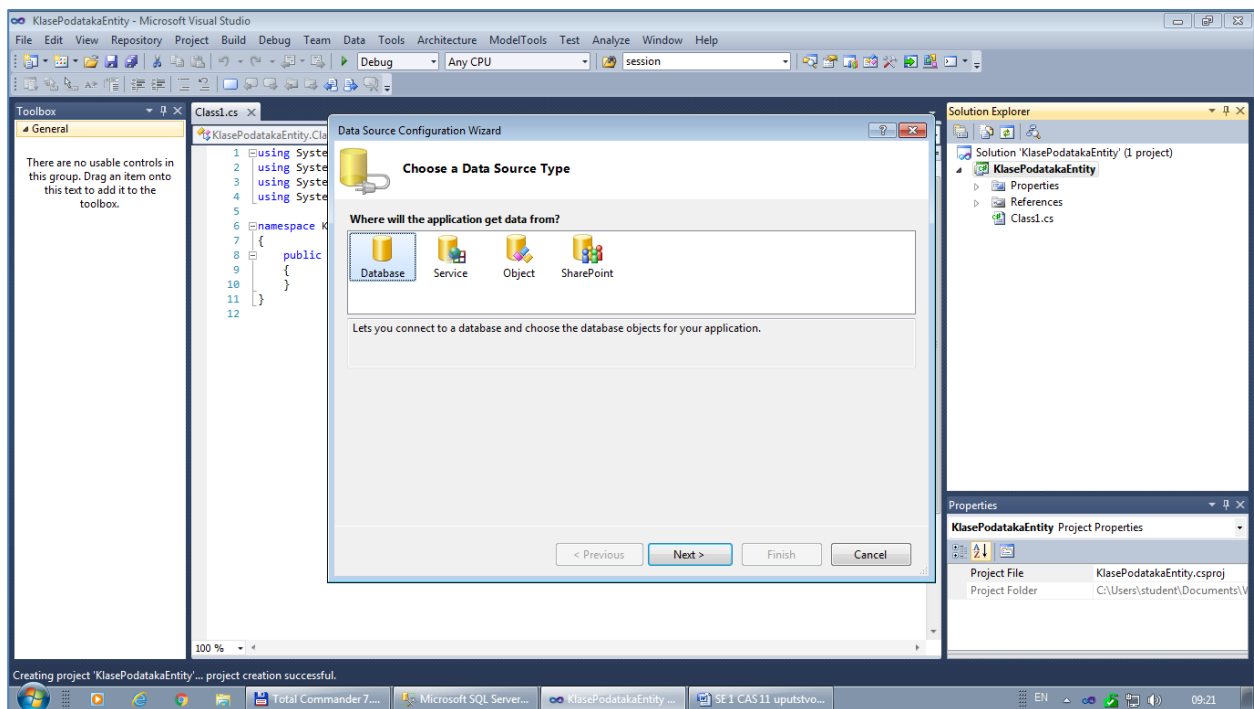 KlasePodatakaEntity - Microsoft Visual Studio
File Edit View Repository Project Build Debug Team Data Tools Architecture ModelTools Test Analyze Window Help
Debug Any CPU session
Toolbox
General
There are no usable controls in
this group. Drag an item onto
this text to add it to the
toolbox.
Class1.cs
KlasePodatakaEntity.Cla
1 using Syste
2 using Syste
3 using Syste
4 using Syste
5
6 namespace K
7 {
8 public
9 {
10 }
11 }
12
100 %
Data Source Configuration Wizard
Choose a Data Source Type
Where will the application get data from?
Database Service Object SharePoint
Lets you connect to a database and choose the database objects for your application.
< Previous Next > Finish Cancel
Solution Explorer
Solution 'KlasePodatakaEntity' (1 project)
KlasePodatakaEntity
Properties
References
Class1.cs
Properties
KlasePodatakaEntity Project Properties
Project File KlasePodatakaEntity.csproj
Project Folder C:\Users\student\Documents\V
Creating project 'KlasePodatakaEntity'... project creation successful.
Total Commander 7.... Microsoft SQL Server... KlasePodatakaEntity ... SE 1 CAS 11 uputstvo... EN 09:21